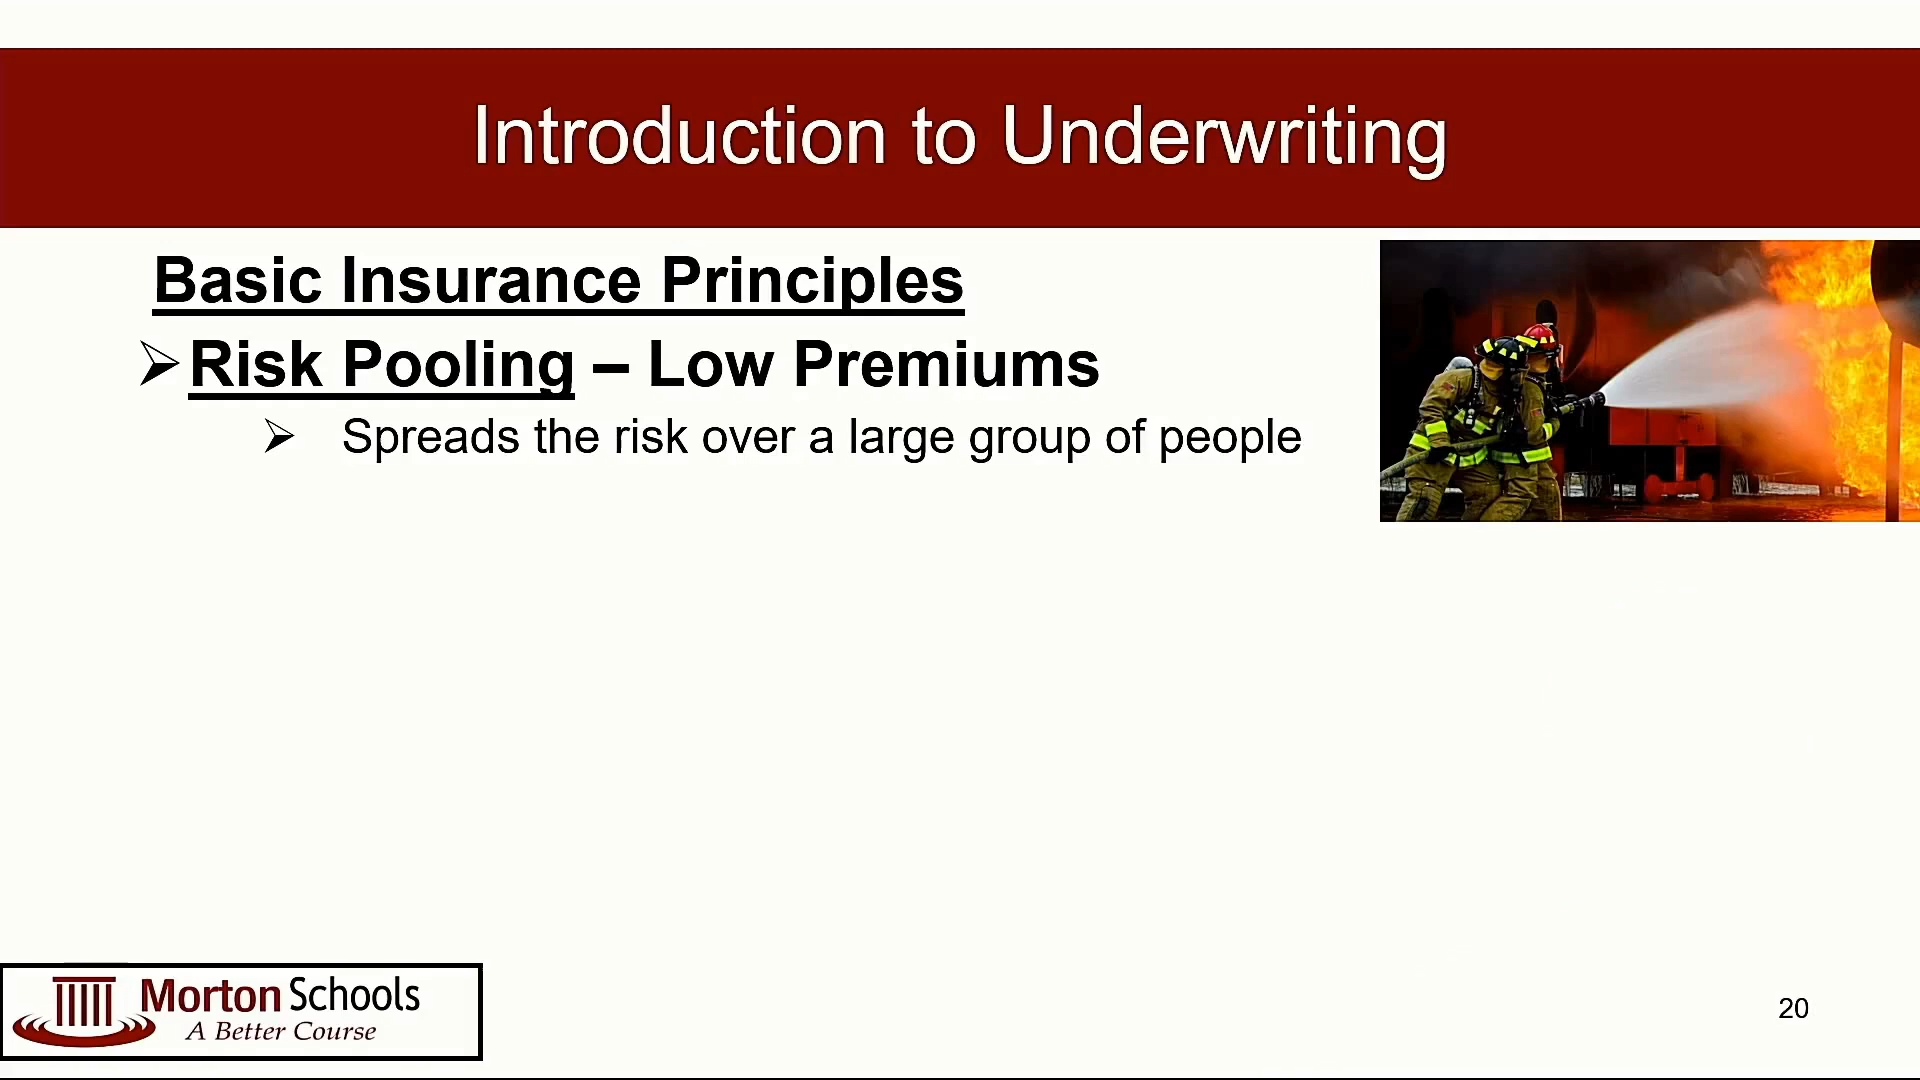 Introduction to Underwriting
Basic Insurance Principles
➢Risk Pooling – Low Premiums
➢ Spreads the risk over a large group of people
Morton Schools
A Better Course
20